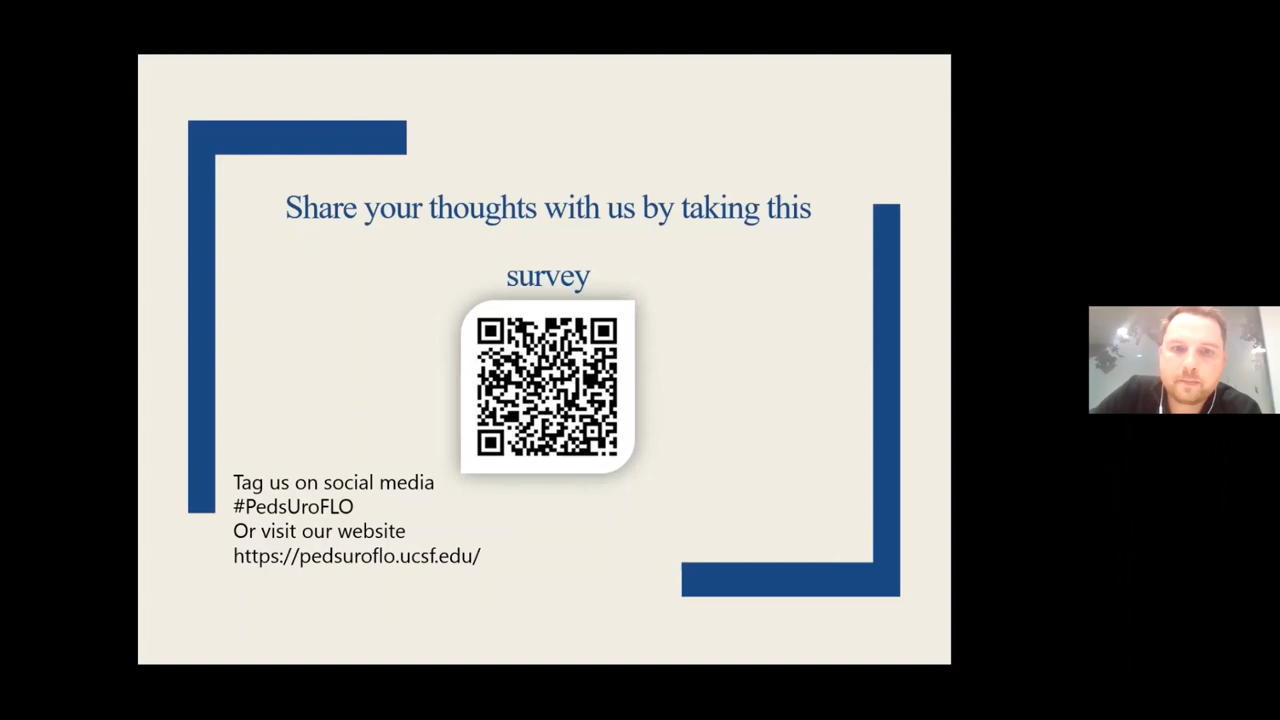 Share your thoughts with us by taking this
survey
Tag us on social media
#PedsUroFLO
Or visit our website
https://pedsuroflo.ucsf.edu/